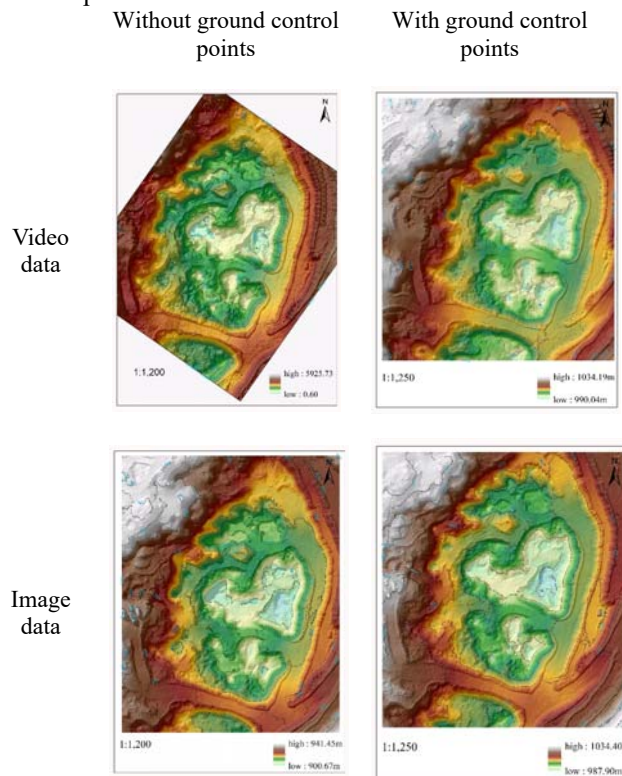 Without ground control
points
With ground control
points
Video
data
N
1:1,200
high : 5925.73
low : 0.60
N
1:1,250
high : 1034.19m
low : 990.04m
Image
data
N
1:1,200
high : 941.45m
low : 900.67m
N
1:1,250
high : 1034.40
low : 987.90m